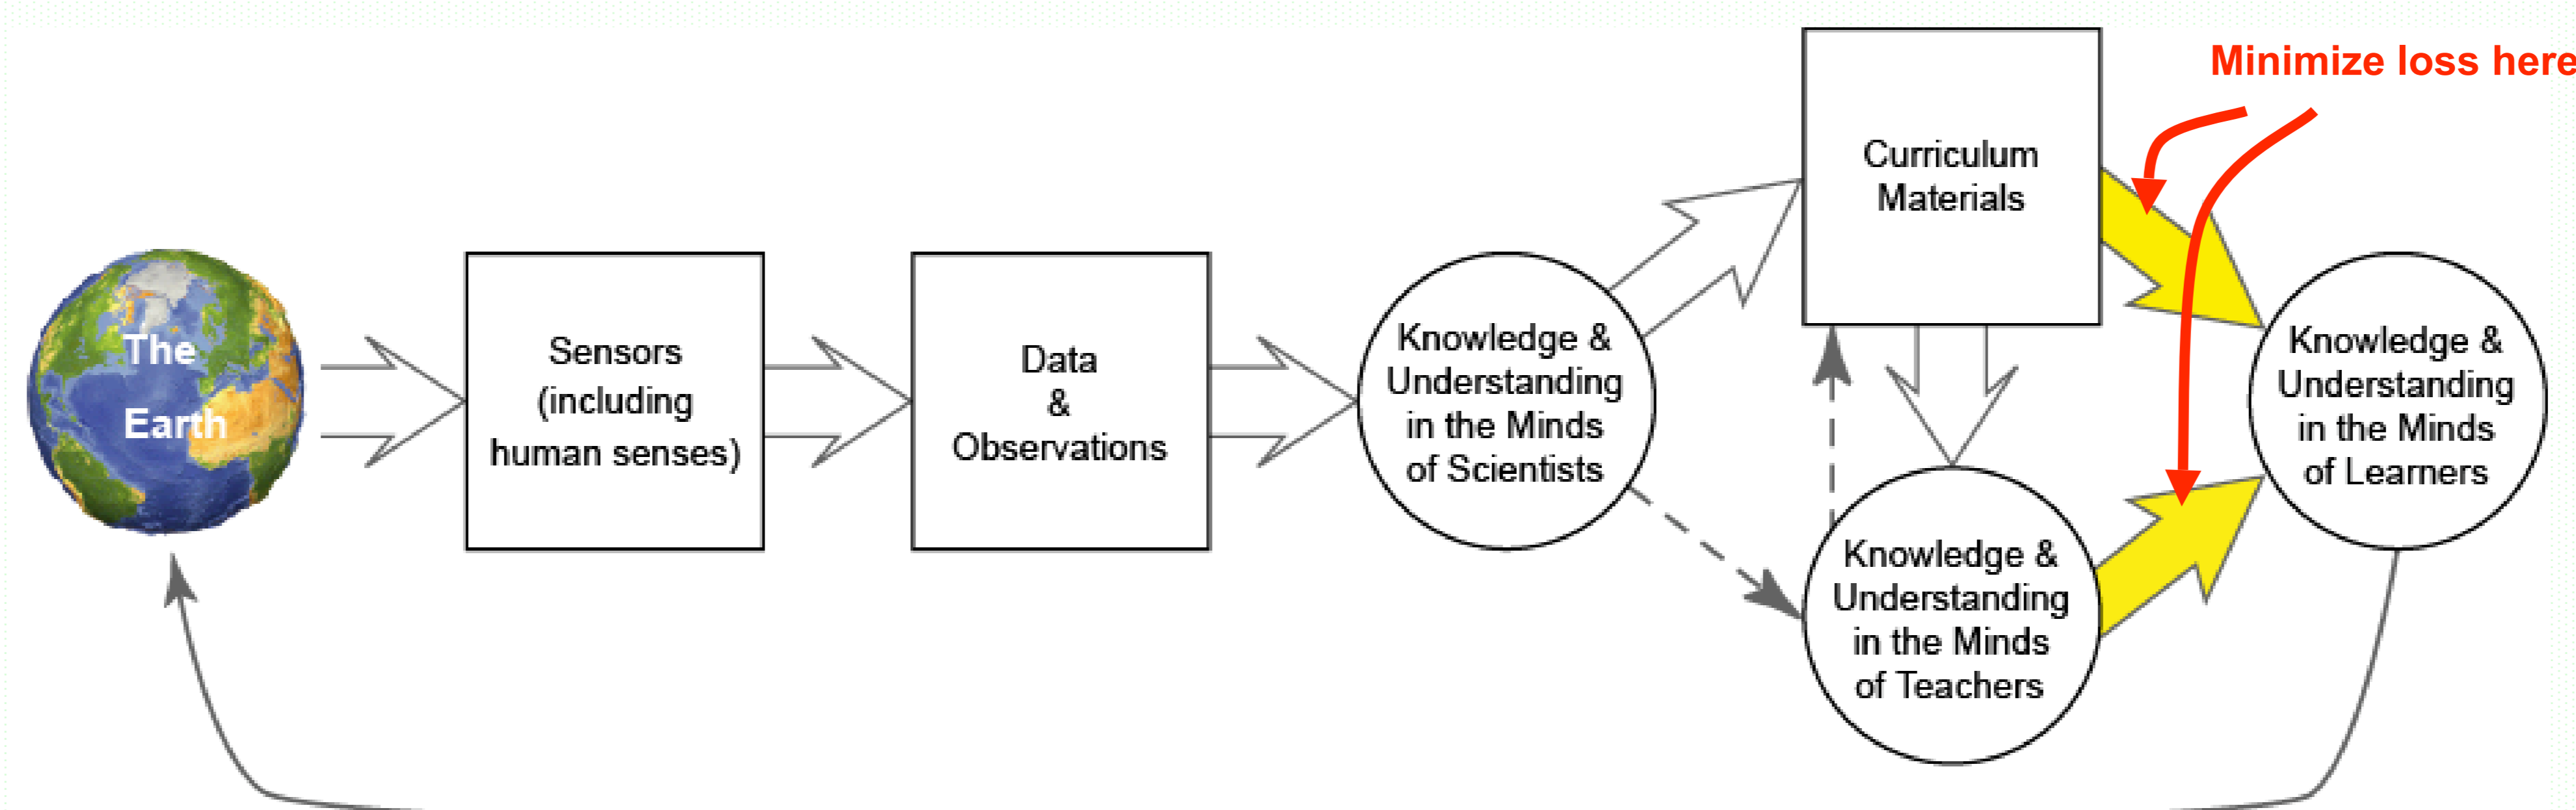 Minimize loss here
The
Earth
Sensors
(including
human senses)
Data
&
Observations
Knowledge &
Understanding
in the Minds
of Scientists
Curriculum
Materials
Knowledge &
Understanding
in the Minds
of Teachers
Knowledge &
Understanding
in the Minds
of Learners